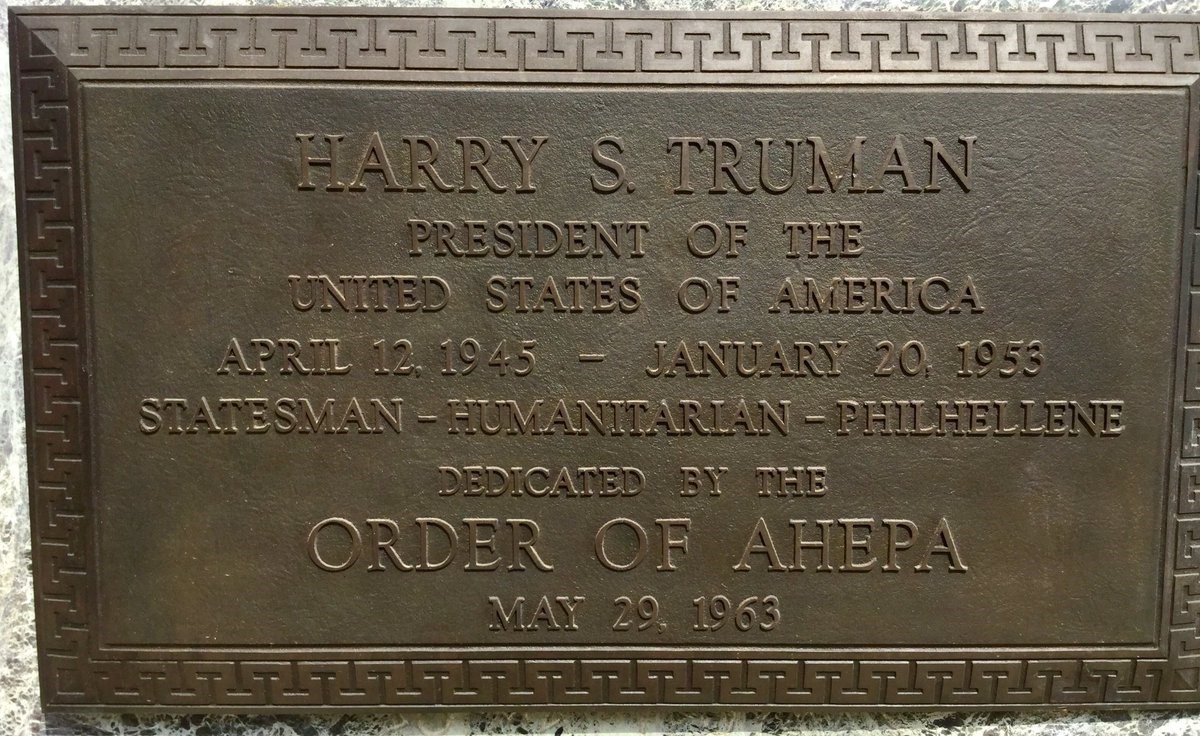 HARRY S. TRUMAN
PRESIDENT OF THE
UNITED STATES OF AMERICA
APRIL 12, 1945 – JANUARY 20, 1953
STATESMAN – HUMANITARIAN – PHILHELLENE
DEDICATED BY THE
ORDER OF AHEPA
MAY 29, 1963